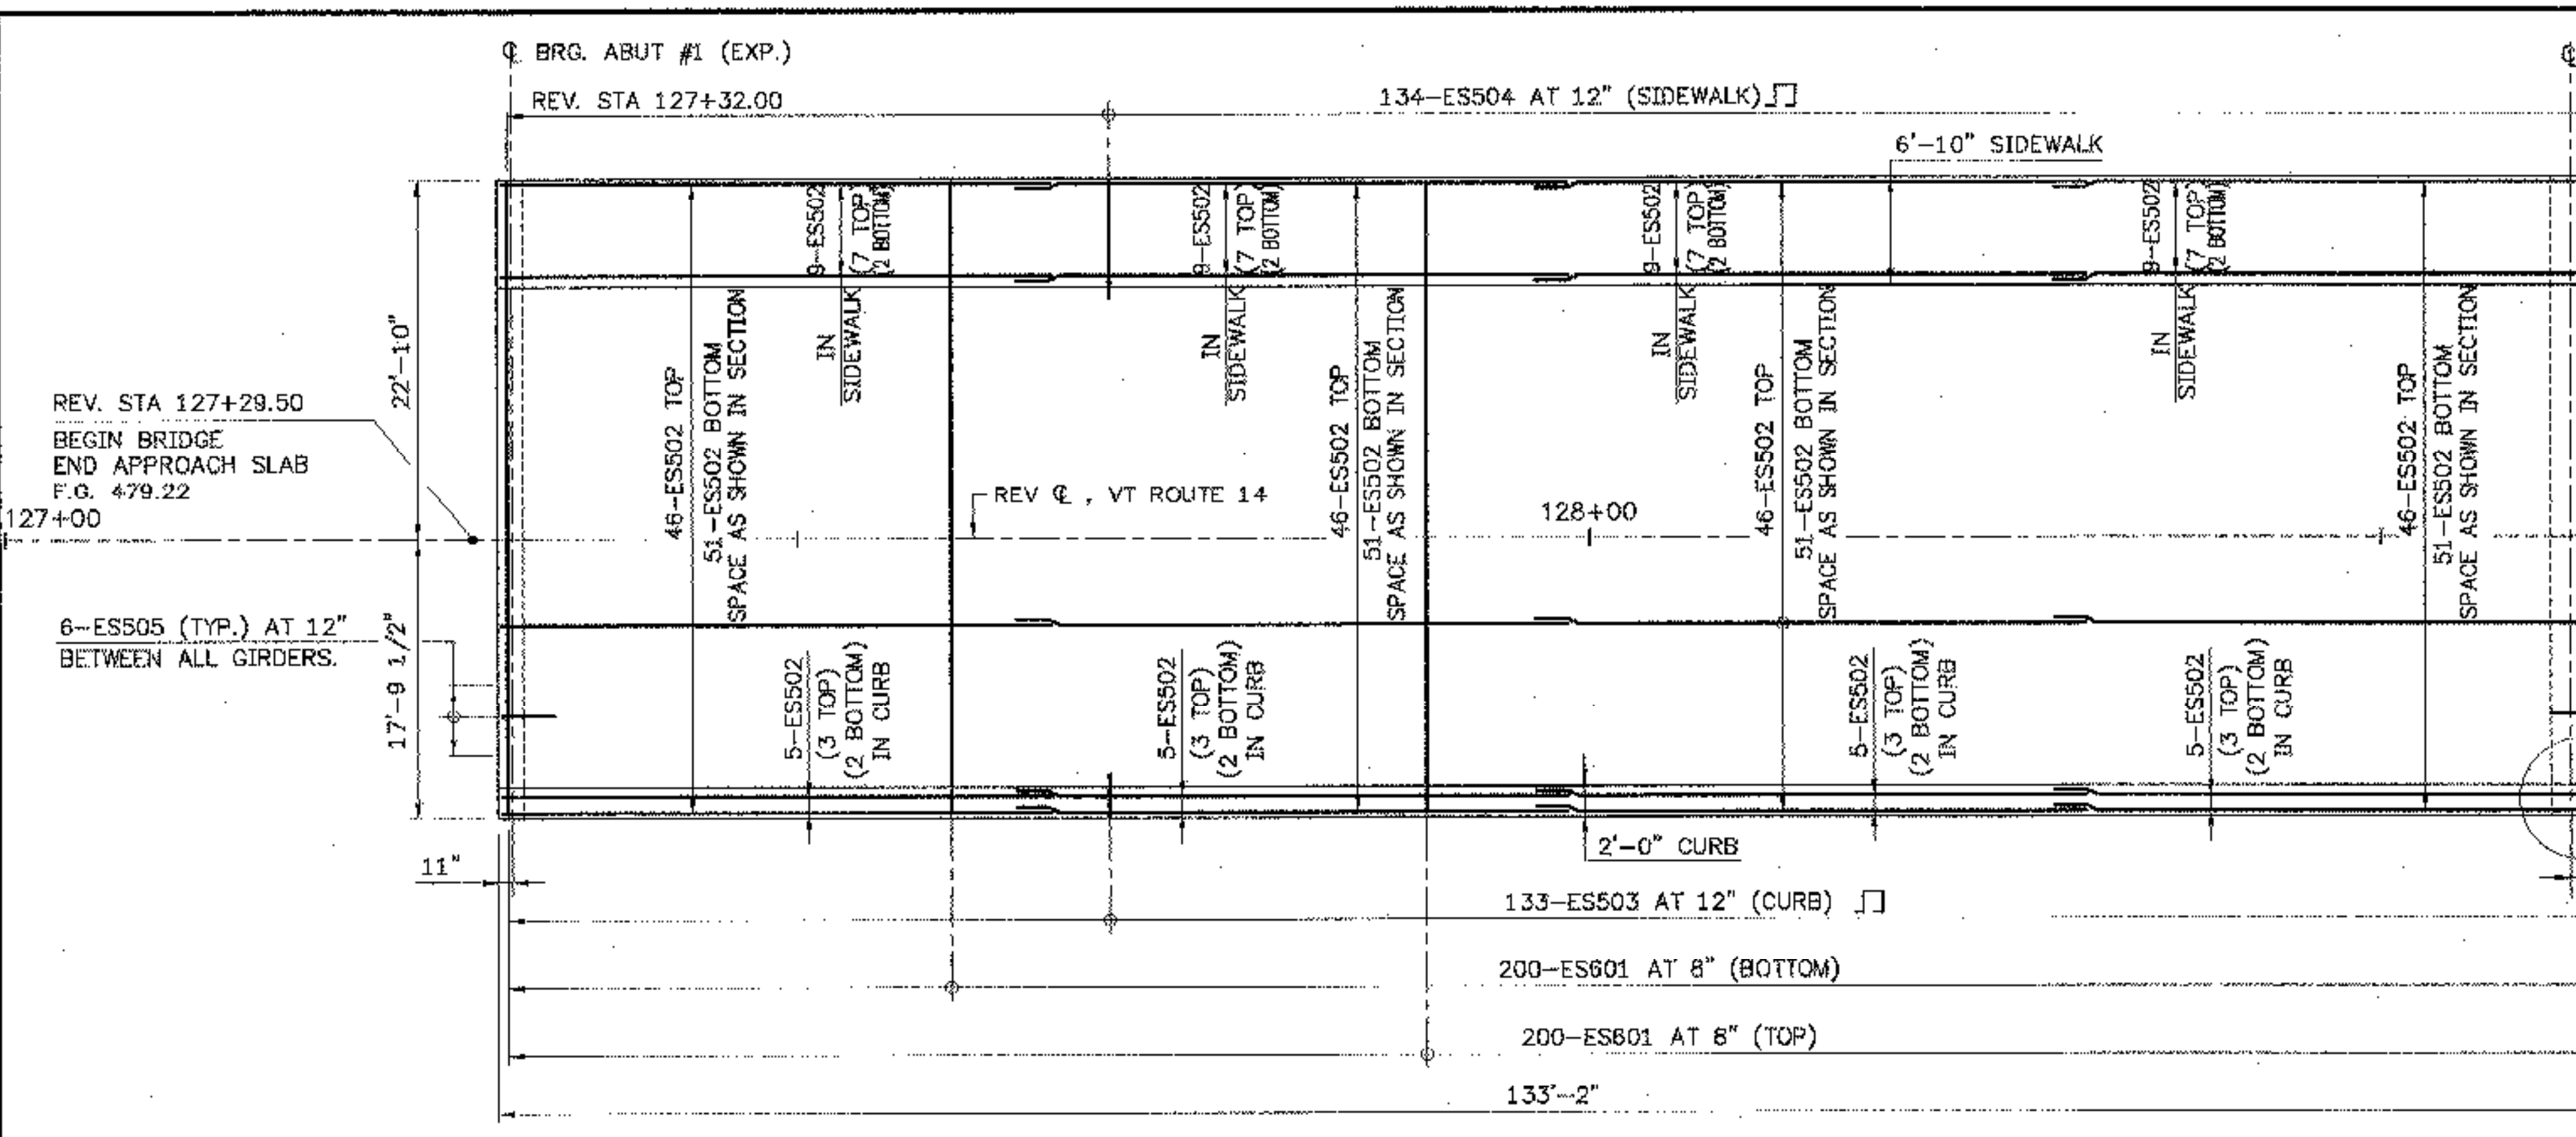 ℄ BRG. ABUT #1 (EXP.)
REV. STA 127+32.00
134-ES504 AT 12" (SIDEWALK)
6'-10" SIDEWALK
9-ES502
(7 TOP)
(2 BOTTOM)
IN
SIDEWALK
9-ES502
(7 TOP)
(2 BOTTOM)
IN
SIDEWALK
9-ES502
(7 TOP)
(2 BOTTOM)
IN
SIDEWALK
9-ES502
(7 TOP)
(2 BOTTOM)
IN
SIDEWALK
22'-10"
46-ES502 TOP
51-ES502 BOTTOM
SPACE AS SHOWN IN SECTION
46-ES502 TOP
51-ES502 BOTTOM
SPACE AS SHOWN IN SECTION
46-ES502 TOP
51-ES502 BOTTOM
SPACE AS SHOWN IN SECTION
46-ES502 TOP
51-ES502 BOTTOM
SPACE AS SHOWN IN SECTION
REV. STA 127+29.50
BEGIN BRIDGE
END APPROACH SLAB
F.G. 479.22
127+00
REV ℄ , VT ROUTE 14
128+00
6-ES505 (TYP.) AT 12"
BETWEEN ALL GIRDERS.
17'-9 1/2"
5-ES502
(3 TOP)
(2 BOTTOM)
IN CURB
5-ES502
(3 TOP)
(2 BOTTOM)
IN CURB
5-ES502
(3 TOP)
(2 BOTTOM)
IN CURB
5-ES502
(3 TOP)
(2 BOTTOM)
IN CURB
2'-0" CURB
11"
133-ES503 AT 12" (CURB)
200-ES601 AT 8" (BOTTOM)
200-ES601 AT 8" (TOP)
133'-2"